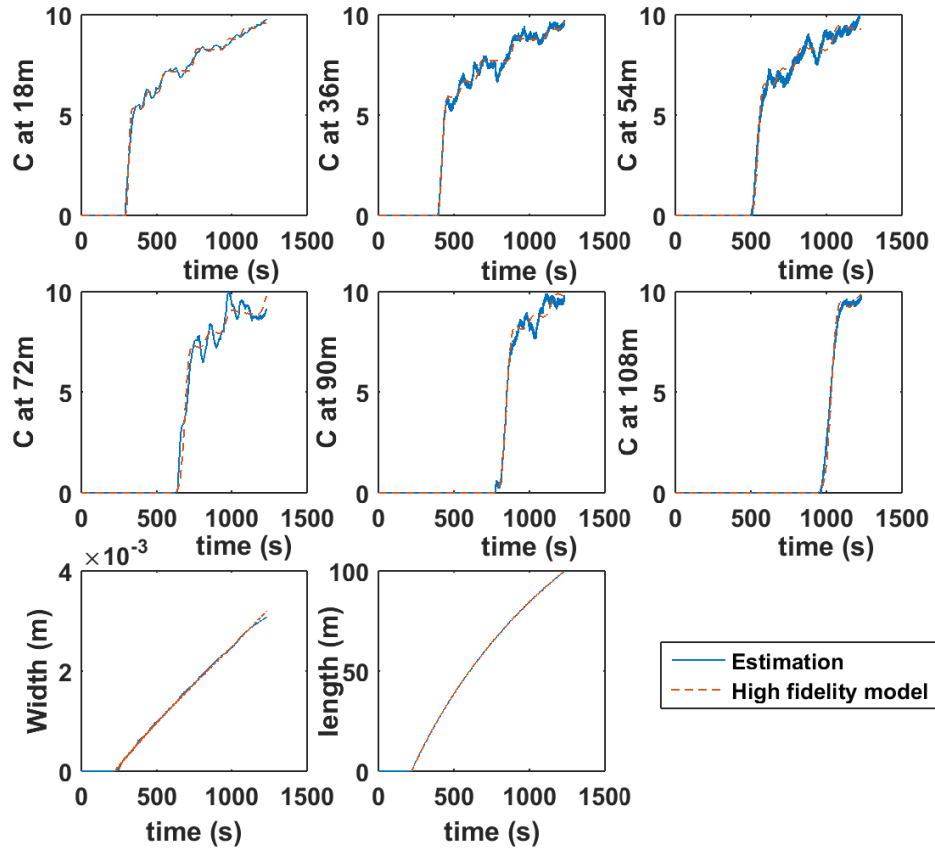 C at 18m
10
5
0
0 500 1000 1500
time (s)
C at 36m
10
5
0
0 500 1000 1500
time (s)
C at 54m
10
5
0
0 500 1000 1500
time (s)
C at 72m
10
5
0
0 500 1000 1500
time (s)
C at 90m
10
5
0
0 500 1000 1500
time (s)
C at 108m
10
5
0
0 500 1000 1500
time (s)
×10⁻³
Width (m)
4
2
0
0 500 1000 1500
time (s)
length (m)
100
50
0
0 500 1000 1500
time (s)
Estimation
High fidelity model